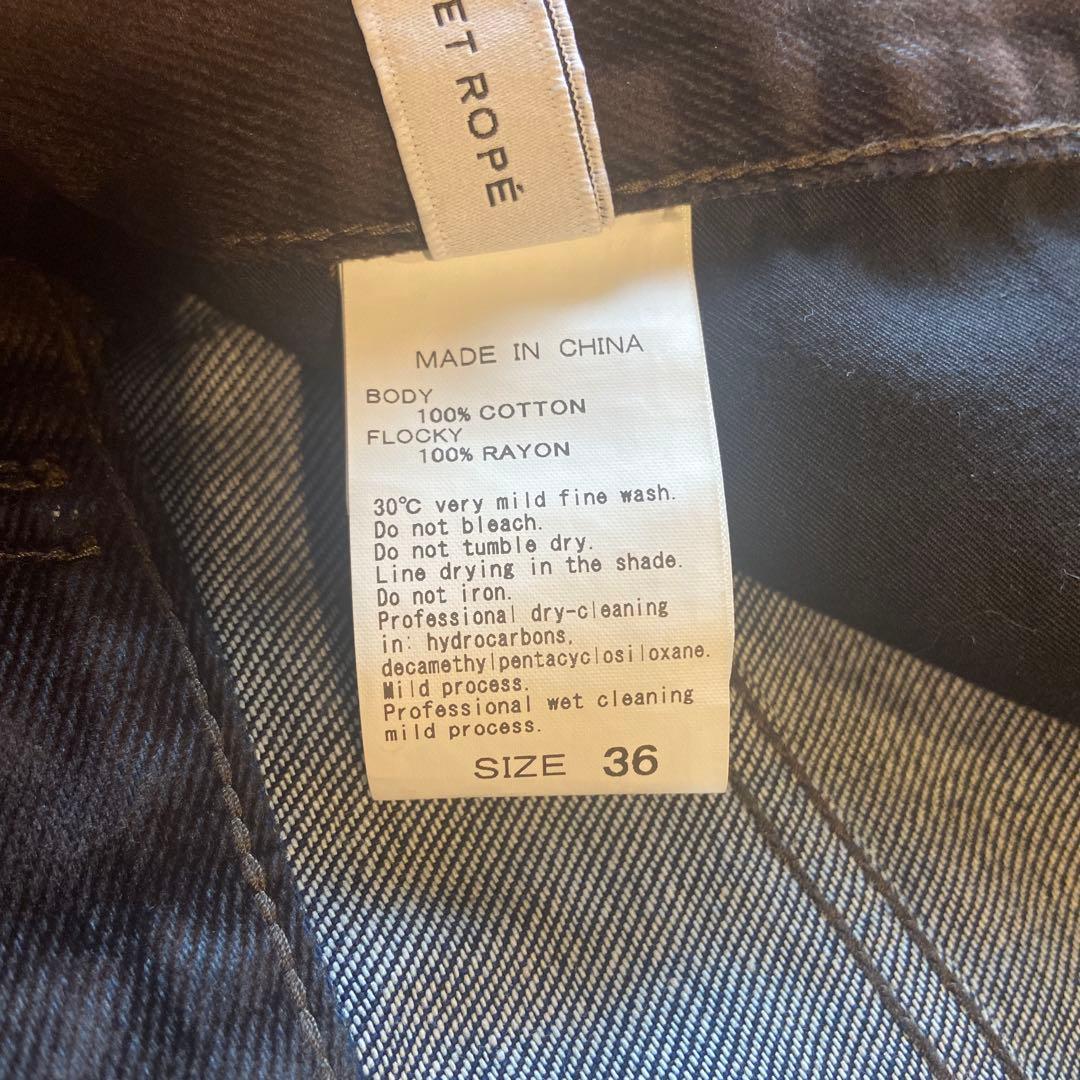 ET ROPÉ
MADE IN CHINA
BODY
100% COTTON
FLOCKY
100% RAYON
30℃ very mild fine wash.
Do not bleach.
Do not tumble dry.
Line drying in the shade.
Do not iron.
Professional dry-cleaning
in: hydrocarbons,
decamethylpentacyclosiloxane.
Mild process.
Professional wet cleaning
mild process.
SIZE 36